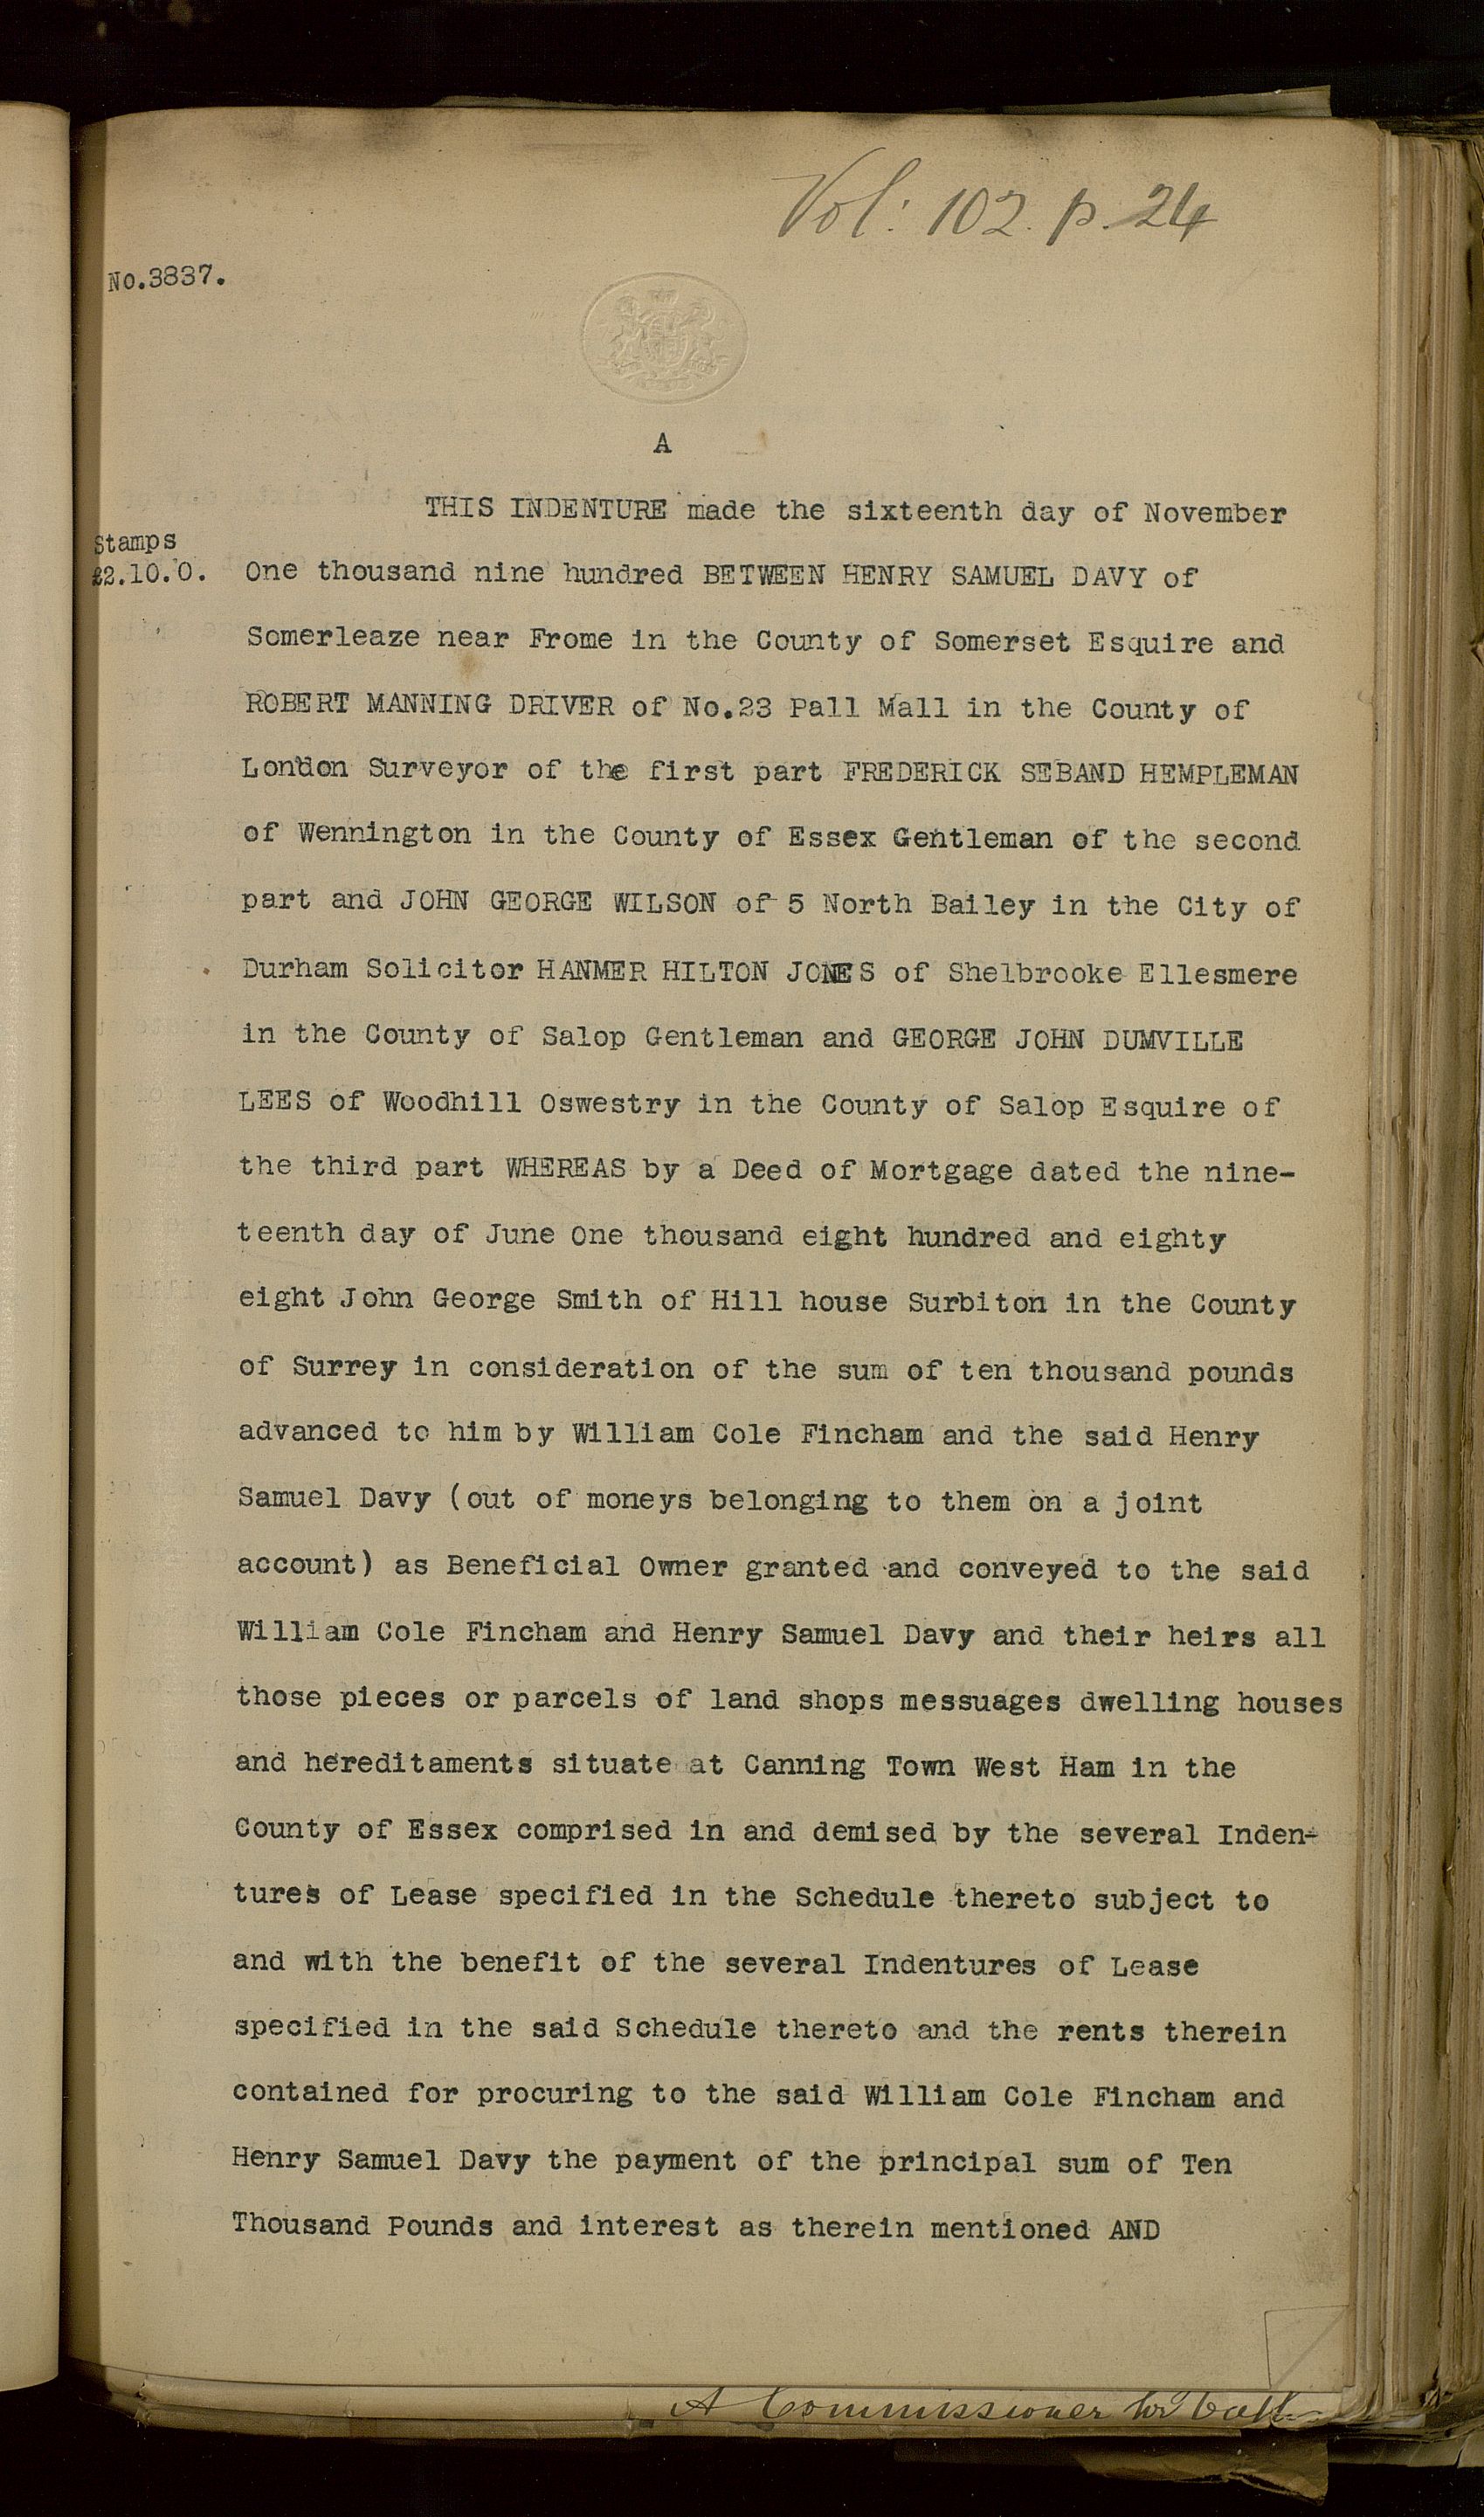 Vol: 102. p. 24
No.3837.
A
THIS INDENTURE made the sixteenth day of November
Stamps
£2.10.0.
One thousand nine hundred BETWEEN HENRY SAMUEL DAVY of
Somerleaze near Frome in the County of Somerset Esquire and
ROBERT MANNING DRIVER of No.23 Pall Mall in the County of
London Surveyor of the first part FREDERICK SEBAND HEMPLEMAN
of Wennington in the County of Essex Gentleman of the second
part and JOHN GEORGE WILSON of 5 North Bailey in the City of
Durham Solicitor HANMER HILTON JONES of Shelbrooke Ellesmere
in the County of Salop Gentleman and GEORGE JOHN DUMVILLE
LEES of Woodhill Oswestry in the County of Salop Esquire of
the third part WHEREAS by a Deed of Mortgage dated the nine-
teenth day of June One thousand eight hundred and eighty
eight John George Smith of Hill house Surbiton in the County
of Surrey in consideration of the sum of ten thousand pounds
advanced to him by William Cole Fincham and the said Henry
Samuel Davy (out of moneys belonging to them on a joint
account) as Beneficial Owner granted and conveyed to the said
William Cole Fincham and Henry Samuel Davy and their heirs all
those pieces or parcels of land shops messuages dwelling houses
and hereditaments situate at Canning Town West Ham in the
County of Essex comprised in and demised by the several Inden-
tures of Lease specified in the Schedule thereto subject to
and with the benefit of the several Indentures of Lease
specified in the said Schedule thereto and the rents therein
contained for procuring to the said William Cole Fincham and
Henry Samuel Davy the payment of the principal sum of Ten
Thousand Pounds and interest as therein mentioned AND
A Commissioner for